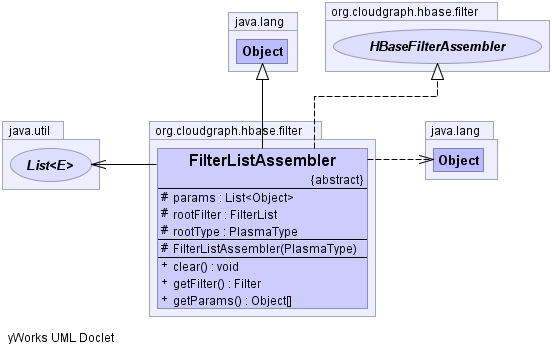 java.lang
Object
org.cloudgraph.hbase.filter
HBaseFilterAssembler
java.util
List<E>
org.cloudgraph.hbase.filter
FilterListAssembler
{abstract}
# params : List<Object>
# rootFilter : FilterList
# rootType : PlasmaType
# FilterListAssembler(PlasmaType)
+ clear() : void
+ getFilter() : Filter
+ getParams() : Object[]
java.lang
Object
yWorks UML Doclet